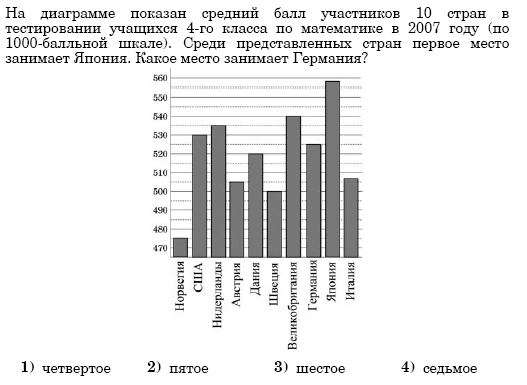 На диаграмме показан средний балл участников 10 стран в
тестировании учащихся 4-го класса по математике в 2007 году (по
1000-балльной шкале). Среди представленных стран первое место
занимает Япония. Какое место занимает Германия?
560
550
540
530
520
510
500
490
480
470
Норвегия
США
Нидерланды
Австрия
Дания
Швеция
Великобритания
Германия
Япония
Италия
1) четвертое 2) пятое 3) шестое 4) седьмое